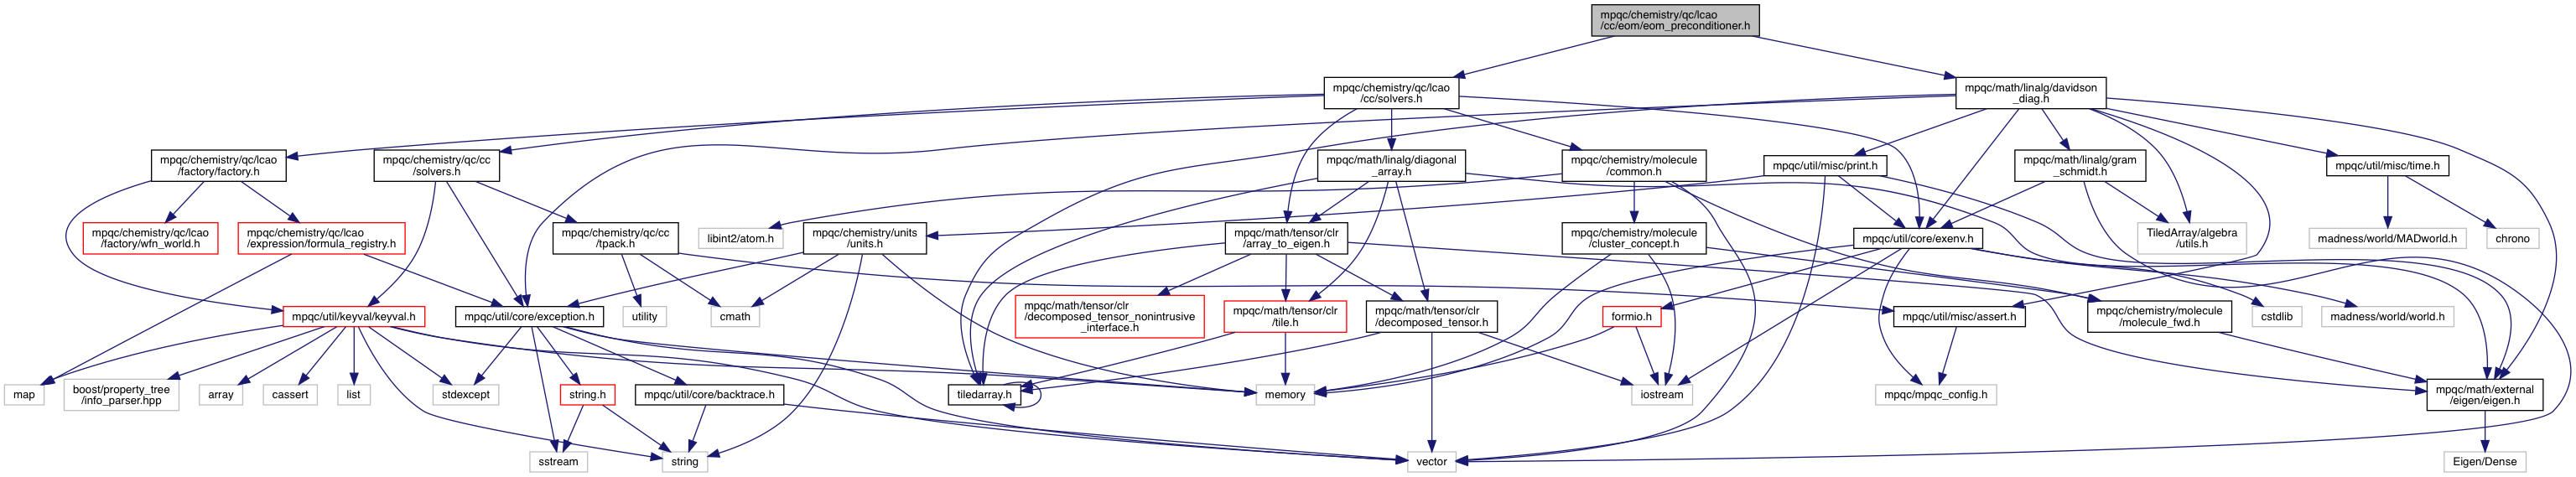 mpqc/chemistry/qc/lcao
/cc/eom/eom_preconditioner.h
mpqc/chemistry/qc/lcao
/cc/solvers.h
mpqc/math/linalg/davidson
_diag.h
mpqc/chemistry/qc/lcao
/factory/factory.h
mpqc/chemistry/qc/cc
/solvers.h
mpqc/math/linalg/diagonal
_array.h
mpqc/chemistry/molecule
/common.h
mpqc/util/misc/print.h
mpqc/math/linalg/gram
_schmidt.h
mpqc/util/misc/time.h
mpqc/chemistry/qc/lcao
/factory/wfn_world.h
mpqc/chemistry/qc/lcao
/expression/formula_registry.h
mpqc/chemistry/qc/cc
/tpack.h
libint2/atom.h
mpqc/chemistry/units
/units.h
mpqc/math/tensor/clr
/array_to_eigen.h
mpqc/chemistry/molecule
/cluster_concept.h
mpqc/util/core/exenv.h
TiledArray/algebra
/utils.h
madness/world/MADworld.h
chrono
mpqc/util/keyval/keyval.h
mpqc/util/core/exception.h
utility
cmath
mpqc/math/tensor/clr
/decomposed_tensor_nonintrusive
_interface.h
mpqc/math/tensor/clr
/tile.h
mpqc/math/tensor/clr
/decomposed_tensor.h
formio.h
mpqc/util/misc/assert.h
mpqc/chemistry/molecule
/molecule_fwd.h
cstdlib
madness/world/world.h
map
boost/property_tree
/info_parser.hpp
array
cassert
list
stdexcept
string.h
mpqc/util/core/backtrace.h
tiledarray.h
memory
iostream
mpqc/mpqc_config.h
mpqc/math/external
/eigen/eigen.h
sstream
string
vector
Eigen/Dense